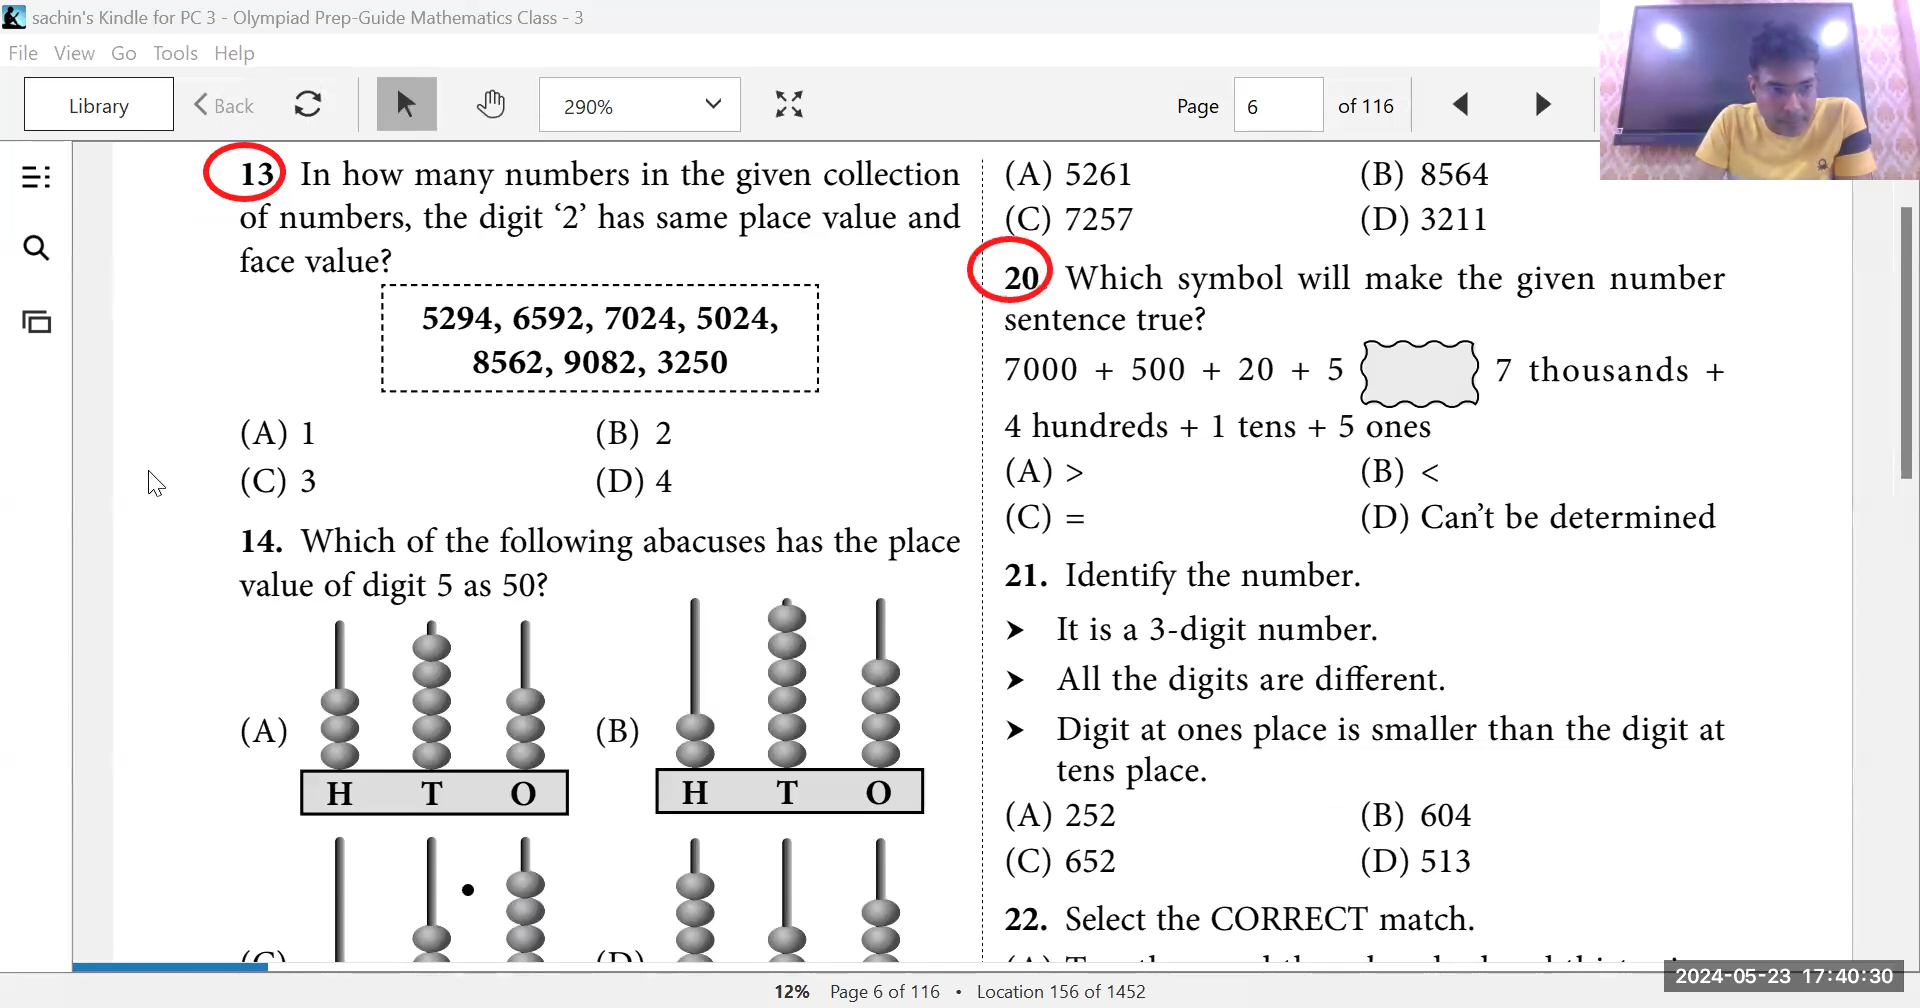 sachin's Kindle for PC 3 - Olympiad Prep-Guide Mathematics Class - 3
File View Go Tools Help
Library
Back
290%
Page 6 of 116
13 In how many numbers in the given collection
of numbers, the digit ‘2’ has same place value and
face value?
5294, 6592, 7024, 5024,
8562, 9082, 3250
(A) 1 (B) 2
(C) 3 (D) 4
14. Which of the following abacuses has the place
value of digit 5 as 50?
(A) (B)
H T O H T O
(C) (D)
(A) 5261 (B) 8564
(C) 7257 (D) 3211
20 Which symbol will make the given number
sentence true?
7000 + 500 + 20 + 5 7 thousands +
4 hundreds + 1 tens + 5 ones
(A) > (B) <
(C) = (D) Can’t be determined
21. Identify the number.
➤ It is a 3-digit number.
➤ All the digits are different.
➤ Digit at ones place is smaller than the digit at
tens place.
(A) 252 (B) 604
(C) 652 (D) 513
22. Select the CORRECT match.
2024-05-23 17:40:30
12% Page 6 of 116 • Location 156 of 1452